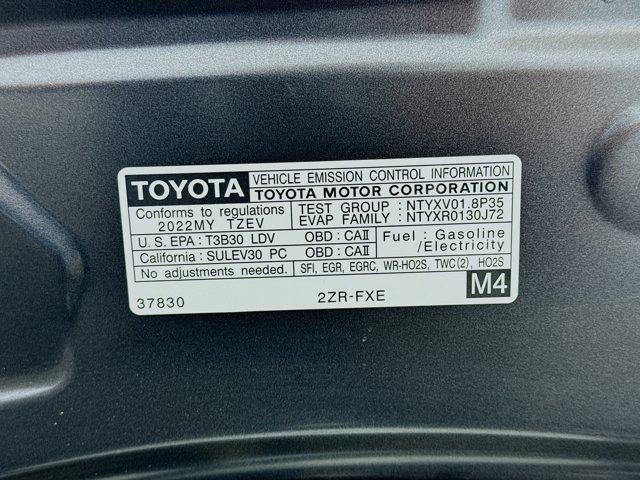 TOYOTA VEHICLE EMISSION CONTROL INFORMATION
TOYOTA MOTOR CORPORATION
Conforms to regulations TEST GROUP : NTYXV01.8P35
2022MY TZEV EVAP FAMILY : NTYXR0130J72
U.S. EPA : T3B30 LDV OBD : CAⅡ Fuel : Gasoline
California : SULEV30 PC OBD : CAⅡ /Electricity
No adjustments needed. SFI, EGR, EGRC, WR-HO2S, TWC(2), HO2S
37830 2ZR-FXE M4